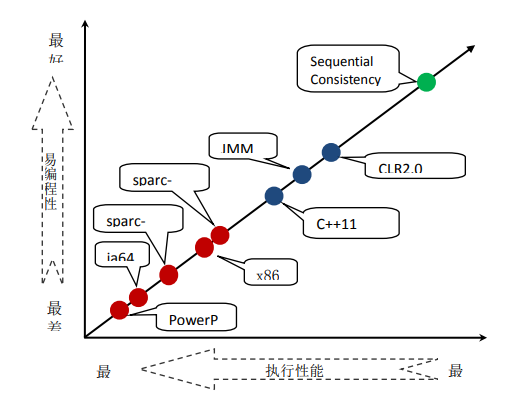 最
好
Sequential
Consistency
JMM
CLR2.0
易编程性
sparc-
sparc-
C++11
ia64
x86
最
差
PowerP
最
执行性能
最